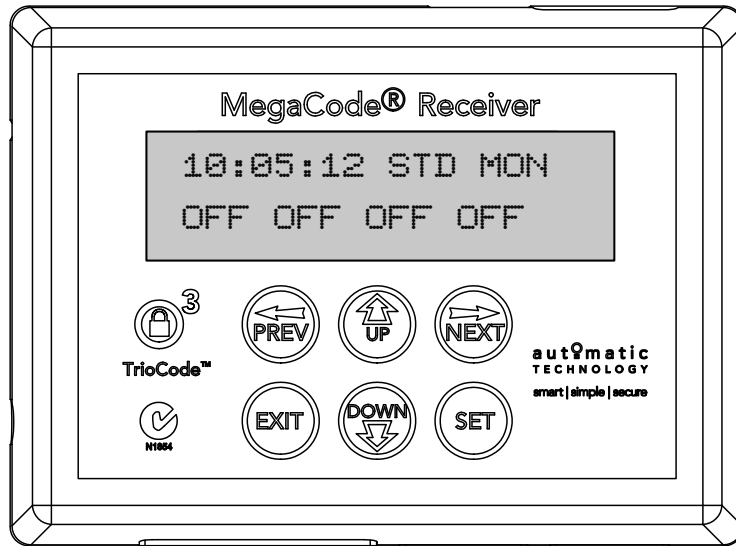 MegaCode® Receiver
10:05:12 STD MON
OFF OFF OFF OFF
3
TrioCode™
PREV
UP
NEXT
automatic
TECHNOLOGY
smart | simple | secure
N1654
EXIT
DOWN
SET